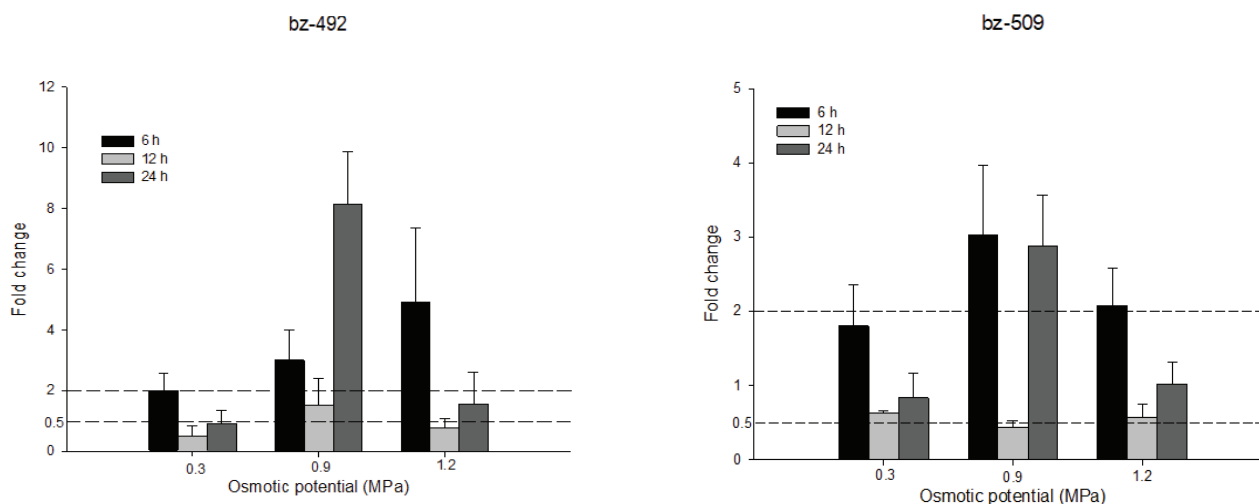 bz-492
12
10
8
6
4
2
0.5
0
Fold change
6 h
12 h
24 h
0.3
0.9
1.2
Osmotic potential (MPa)
bz-509
5
4
3
2
1
0.5
0
Fold change
6 h
12 h
24 h
0.3
0.9
1.2
Osmotic potential (MPa)